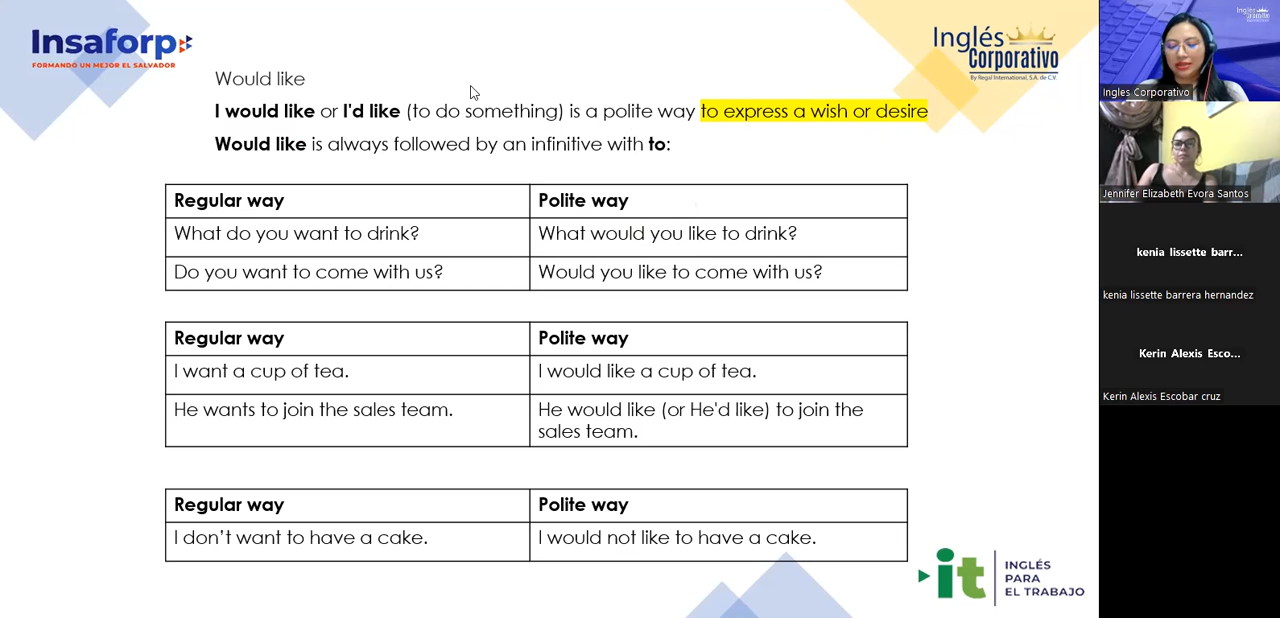 Insaforp
FORMANDO UN MEJOR EL SALVADOR
Inglés
Corporativo
By Regal International, S.A. de C.V.
Would like
I would like or I'd like (to do something) is a polite way to express a wish or desire
Would like is always followed by an infinitive with to:
Regular way
Polite way
What do you want to drink?
What would you like to drink?
Do you want to come with us?
Would you like to come with us?
Regular way
Polite way
I want a cup of tea.
I would like a cup of tea.
He wants to join the sales team.
He would like (or He'd like) to join the
sales team.
Regular way
Polite way
I don’t want to have a cake.
I would not like to have a cake.
it
INGLÉS
PARA
EL TRABAJO
Inglés
Corporativo
Ingles Corporativo
Jennifer Elizabeth Evora Santos
kenia lissette barr...
kenia lissette barrera hernandez
Kerin Alexis Esco...
Kerin Alexis Escobar cruz